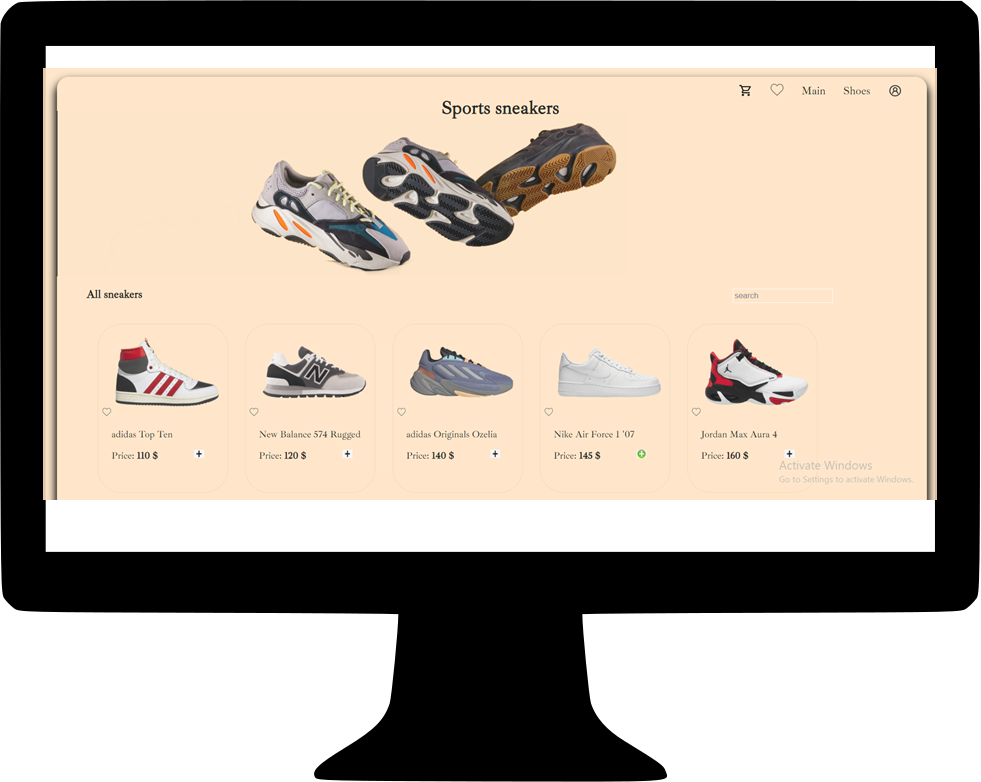 Main Shoes
Sports sneakers
All sneakers
search
adidas Top Ten
New Balance 574 Rugged
adidas Originals Ozelia
Nike Air Force 1 '07
Jordan Max Aura 4
Price: 110 $
Price: 120 $
Price: 140 $
Price: 145 $
Price: 160 $
Activate Windows
Go to Settings to activate Windows.